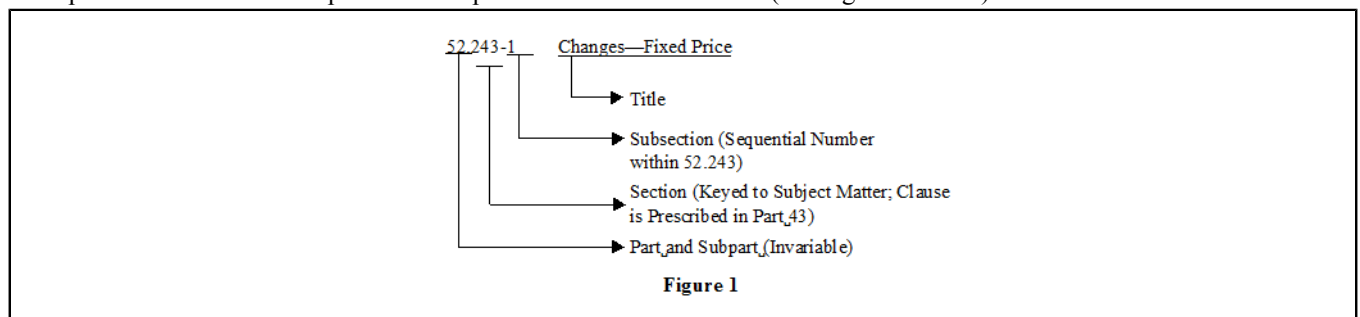 52.243-1 Changes—Fixed Price
Title
Subsection (Sequential Number
within 52.243)
Section (Keyed to Subject Matter; Clause
is Prescribed in Part 43)
Part and Subpart (Invariable)
Figure 1